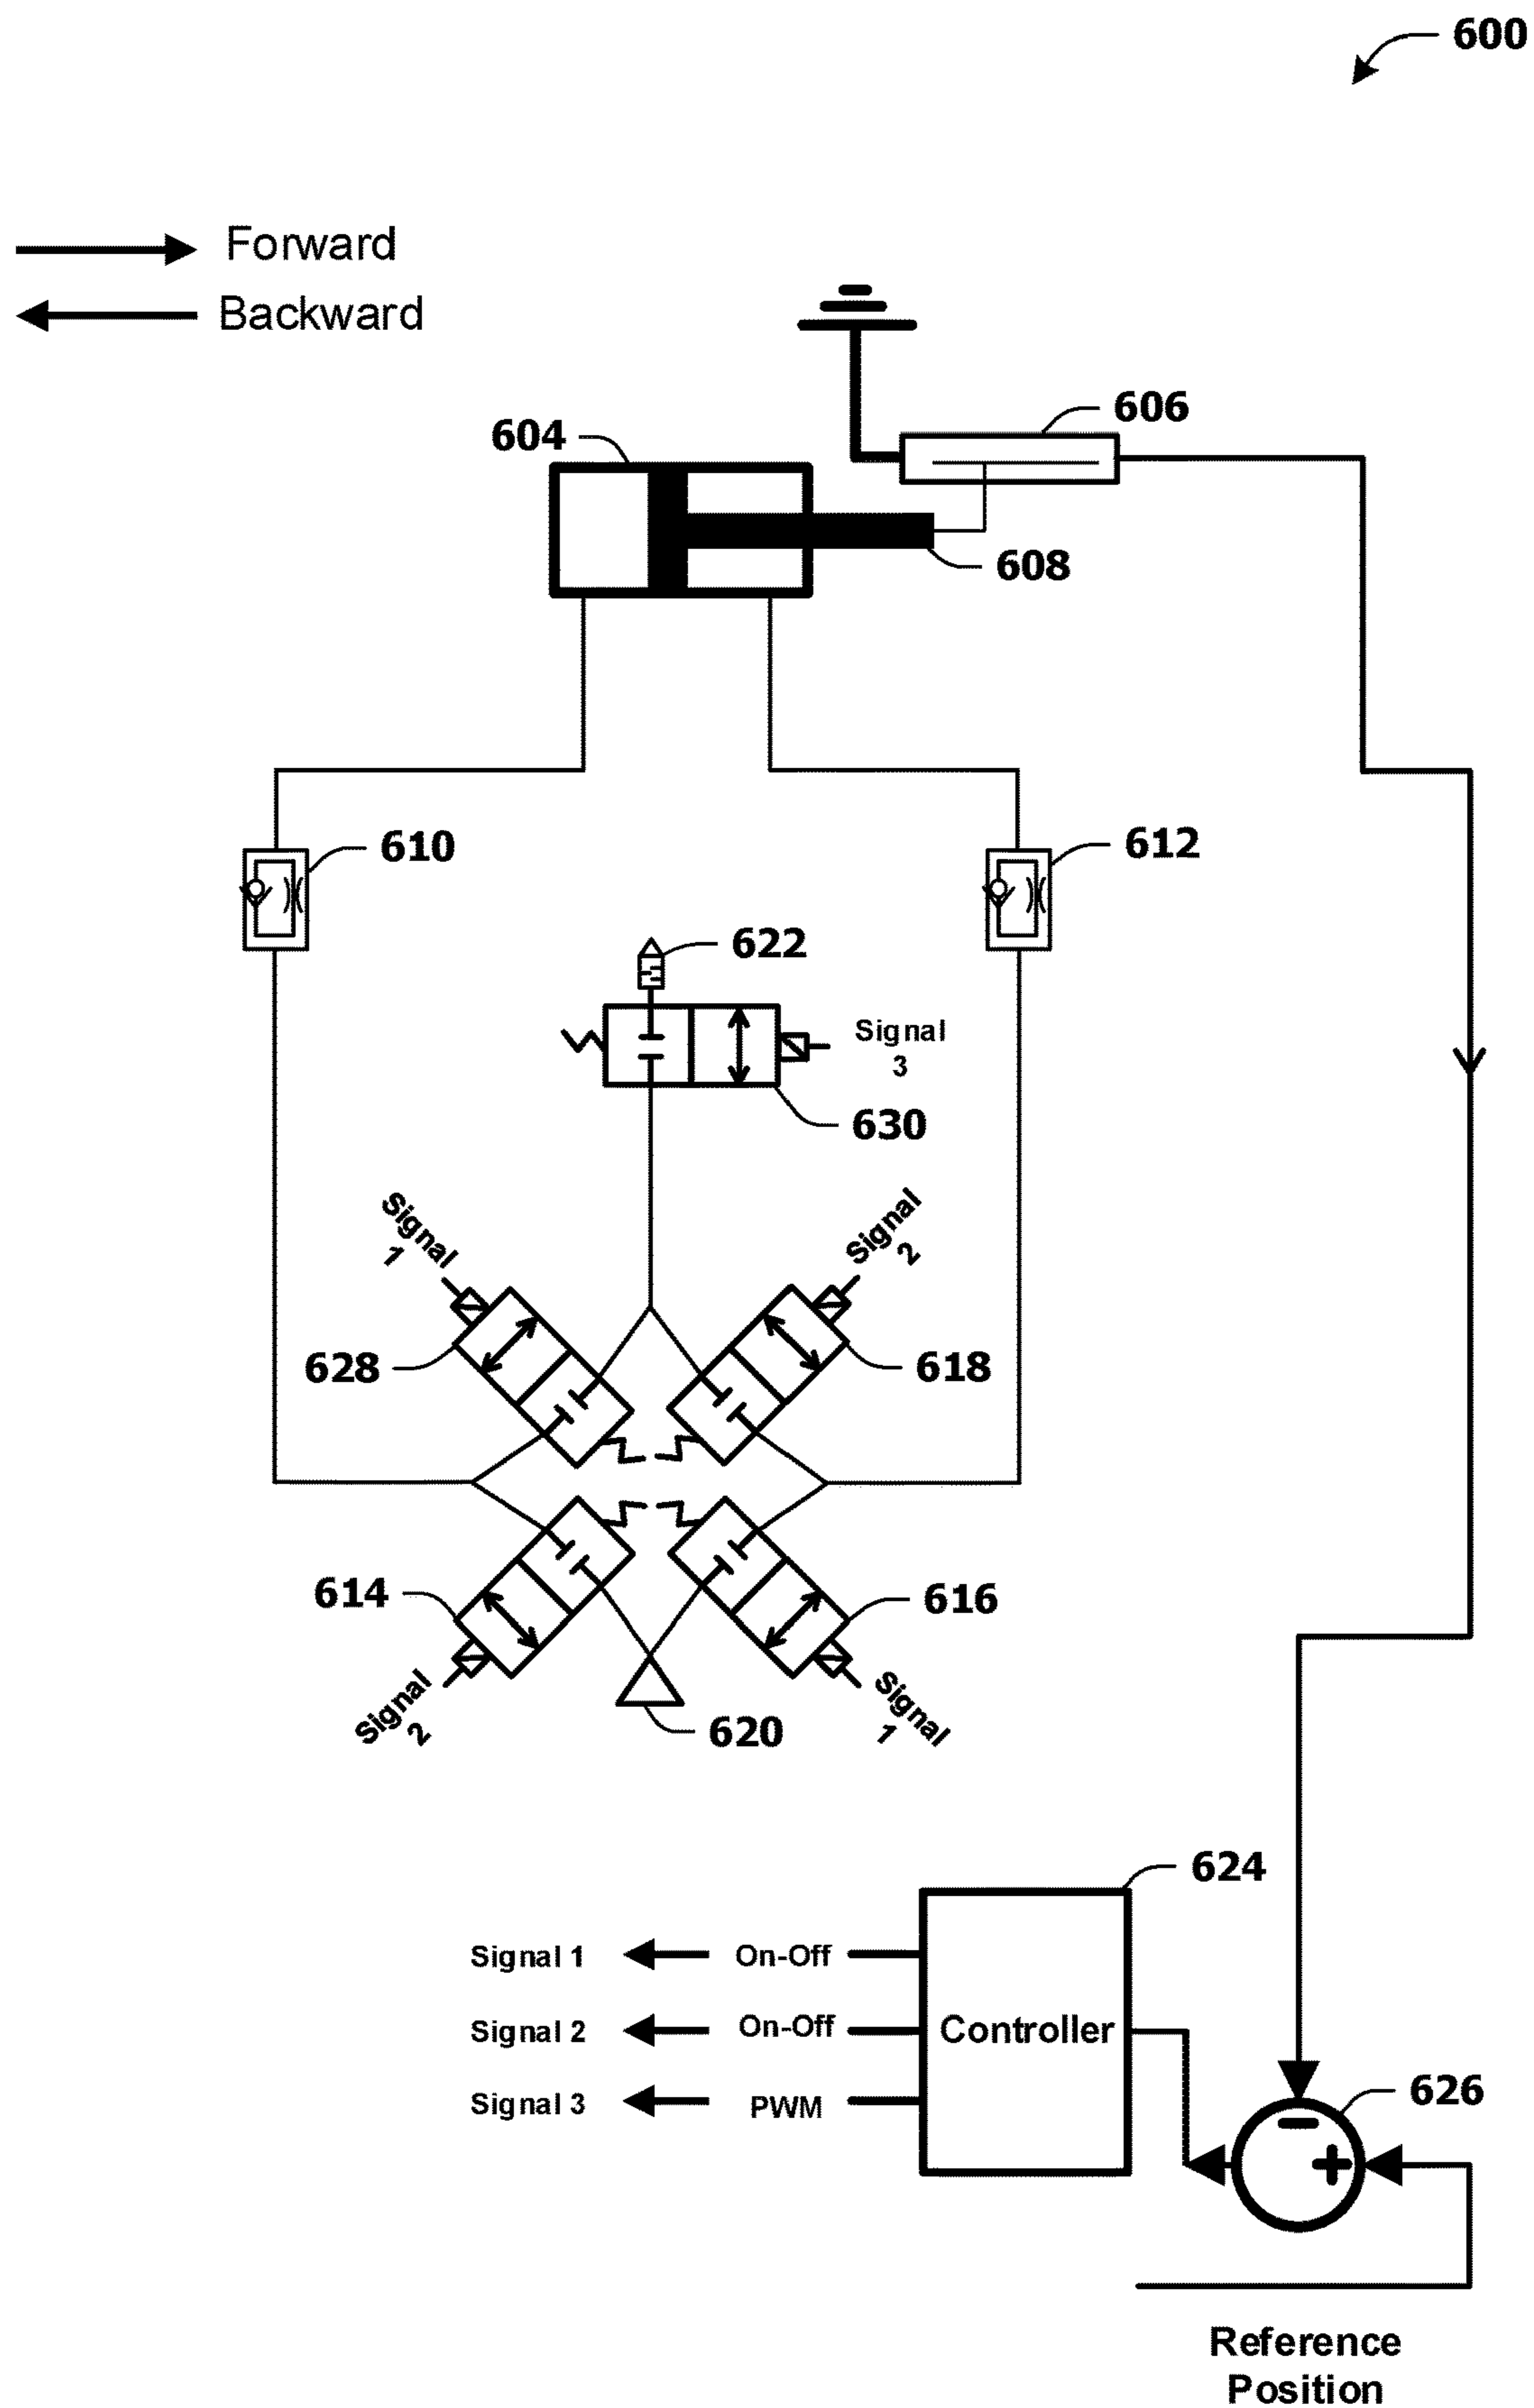 600
Forward
Backward
606
604
608
610
612
622
Signal
3
630
Signal
1
Signal
2
628
618
614
616
Signal
2
620
Signal
1
624
Signal 1
On-Off
Signal 2
On-Off
Controller
Signal 3
PWM
626
−
+
Reference
Position